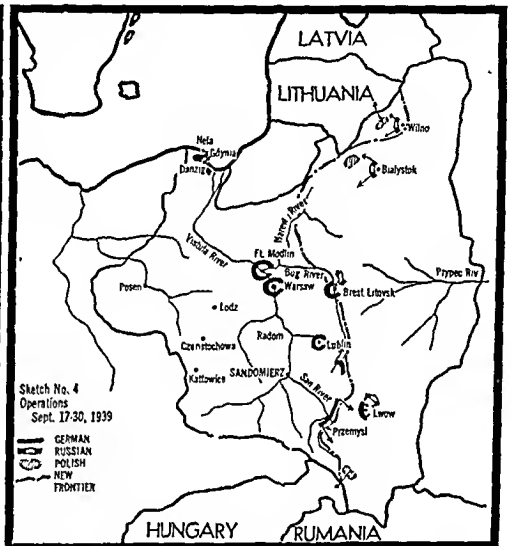 LATVIA
LITHUANIA
Wilno
Hela
Gdynia
Danzig
Bialystok
Narew River
Vistula River
Ft. Modlin
Bug River
Prypec Riv
Warsaw
Brest Litovsk
Posen
Lodz
Radom
Lublin
Czenstochowa
SANDOMIERZ
Kattowice
San River
Lwow
Przemysl
Sketch No. 4
Operations
Sept. 17-30, 1939
GERMAN
RUSSIAN
POLISH
NEW
FRONTIER
HUNGARY
RUMANIA